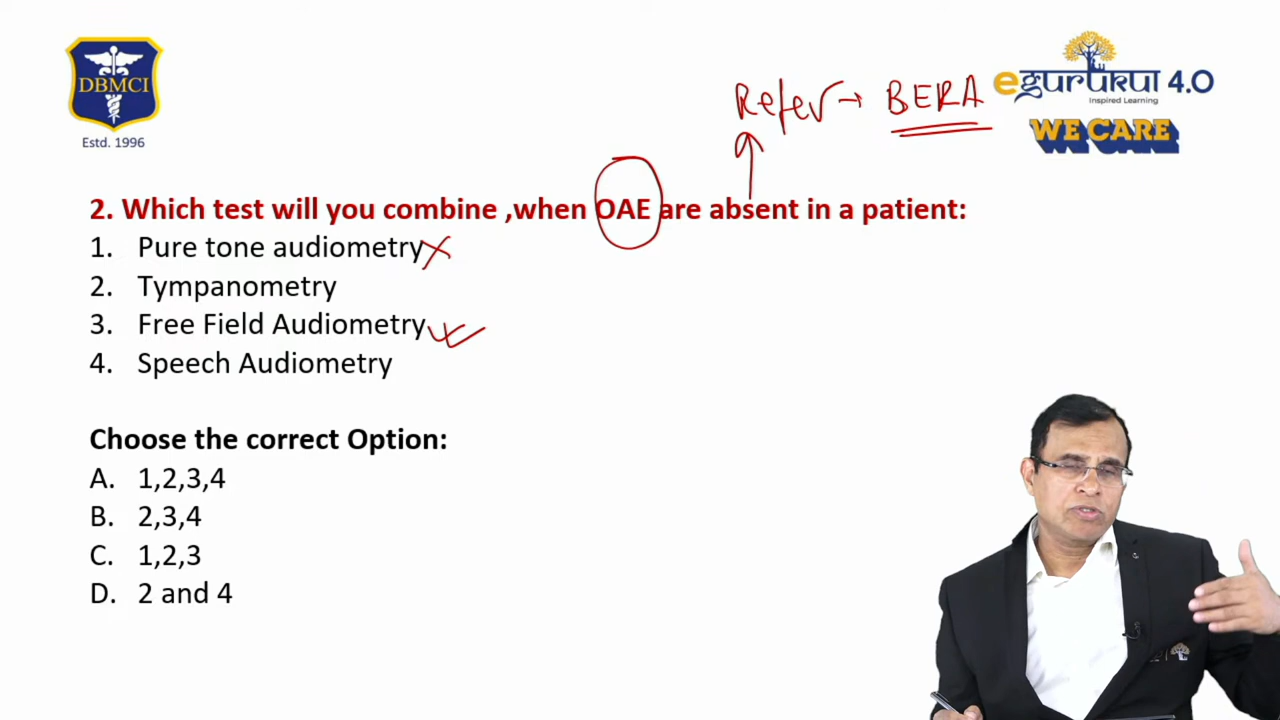 DBMCI
Estd. 1996
Refer → BERA
eGurukul 4.0
Inspired Learning
WE CARE
2. Which test will you combine ,when OAE are absent in a patient:
1. Pure tone audiometry
2. Tympanometry
3. Free Field Audiometry
4. Speech Audiometry
Choose the correct Option:
A. 1,2,3,4
B. 2,3,4
C. 1,2,3
D. 2 and 4